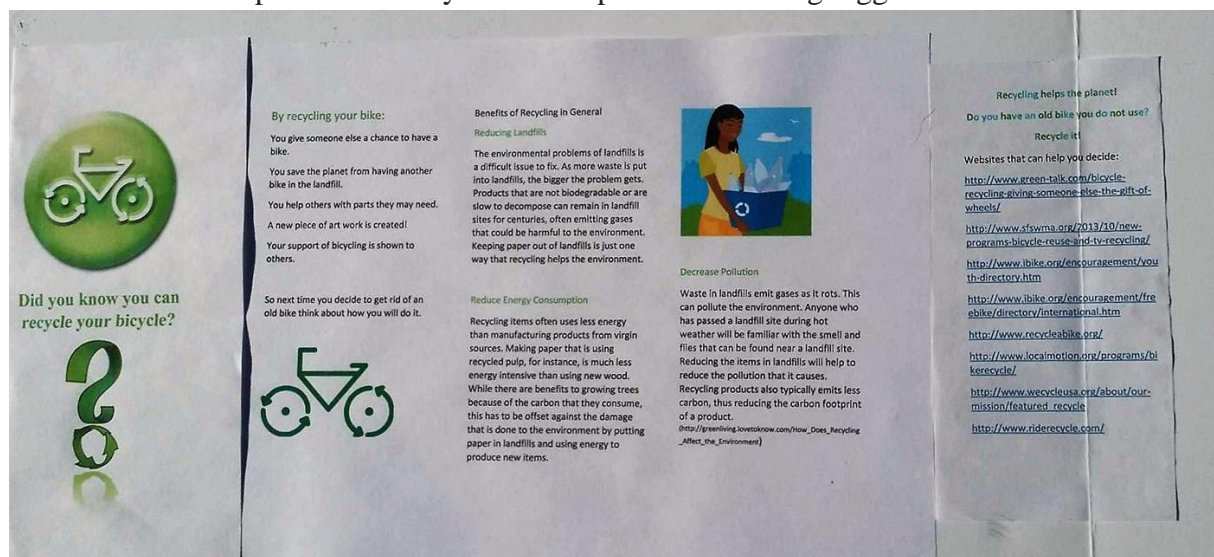 Did you know you can
recycle your bicycle?
By recycling your bike:
You give someone else a chance to have a
bike.
You save the planet from having another
bike in the landfill.
You help others with parts they may need.
A new piece of art work is created!
Your support of bicycling is shown to
others.
So next time you decide to get rid of an
old bike think about how you will do it.
Benefits of Recycling in General
Reducing Landfills
The environmental problems of landfills is
a difficult issue to fix. As more waste is put
into landfills, the bigger the problem gets.
Products that are not biodegradable or are
slow to decompose can remain in landfill
sites for centuries, often emitting gases
that could be harmful to the environment.
Keeping paper out of landfills is just one
way that recycling helps the environment.
Reduce Energy Consumption
Recycling items often uses less energy
than manufacturing products from virgin
sources. Making paper that is using
recycled pulp, for instance, is much less
energy intensive than using new wood.
While there are benefits to growing trees
because of the carbon that they consume,
this has to be offset against the damage
that is done to the environment by putting
paper in landfills and using energy to
produce new items.
Decrease Pollution
Waste in landfills emit gases as it rots. This
can pollute the environment. Anyone who
has passed a landfill site during hot
weather will be familiar with the smell and
flies that can be found near a landfill site.
Reducing the items in landfills will help to
reduce the pollution that it causes.
Recycling products also typically emits less
carbon, thus reducing the carbon footprint
of a product.
(http://greenliving.lovetoknow.com/How_Does_Recycling
_Affect_the_Environment)
Recycling helps the planet!
Do you have an old bike you do not use?
Recycle it!
Websites that can help you decide:
http://www.green-talk.com/bicycle-
recycling-giving-someone-else-the-gift-of-
wheels/
http://www.sfswma.org/2013/10/new-
programs-bicycle-reuse-and-tv-recycling/
http://www.ibike.org/encouragement/you
th-directory.htm
http://www.ibike.org/encouragement/fre
ebike/directory/international.htm
http://www.recycleabike.org/
http://www.localmotion.org/programs/bi
kerecycle/
http://www.wecycleusa.org/about/our-
mission/featured_recycle
http://www.riderecycle.com/